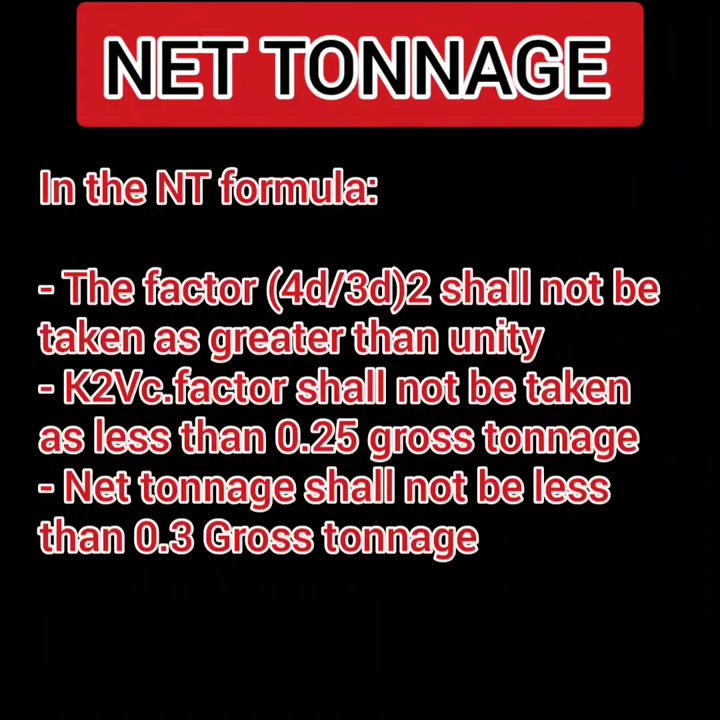 NET TONNAGE
In the NT formula:
- The factor (4d/3d)2 shall not be
taken as greater than unity
- K2Vc.factor shall not be taken
as less than 0.25 gross tonnage
- Net tonnage shall not be less
than 0.3 Gross tonnage